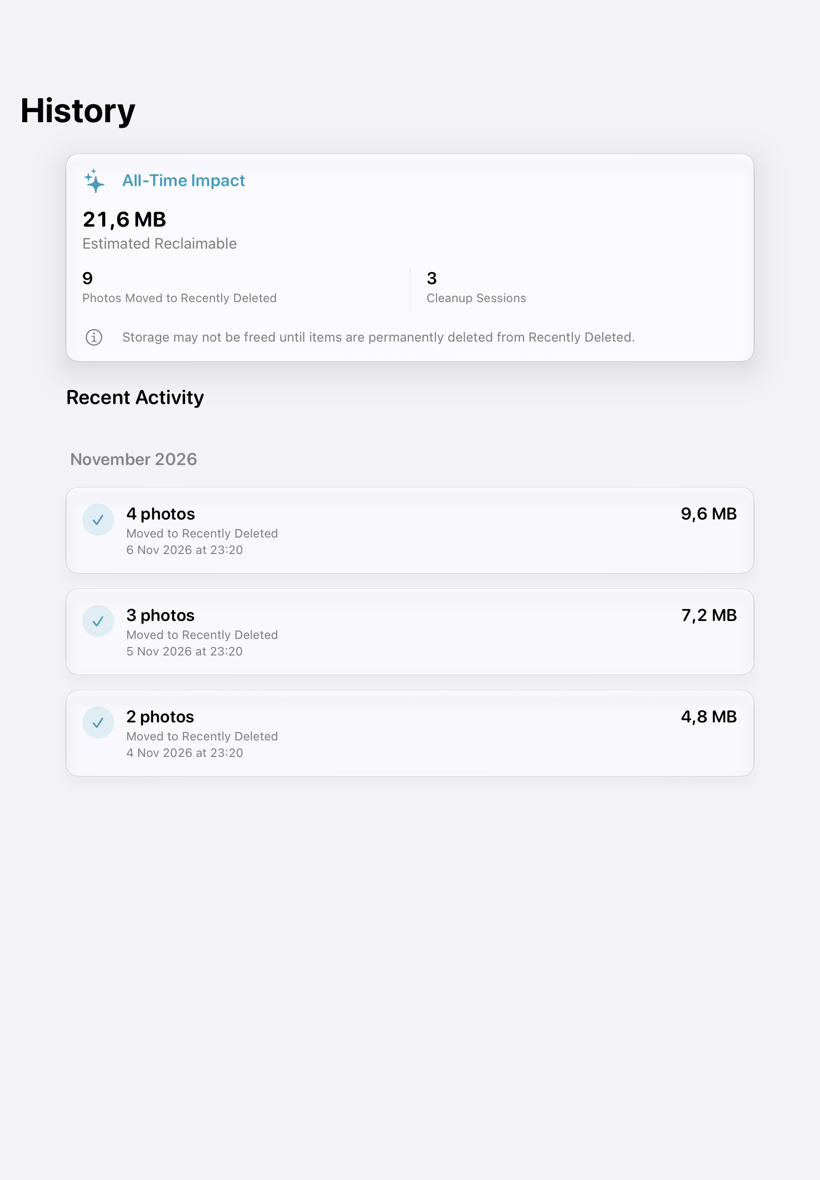 History
All-Time Impact
21,6 MB
Estimated Reclaimable
9
Photos Moved to Recently Deleted
3
Cleanup Sessions
Storage may not be freed until items are permanently deleted from Recently Deleted.
Recent Activity
November 2026
4 photos
9,6 MB
Moved to Recently Deleted
6 Nov 2026 at 23:20
3 photos
7,2 MB
Moved to Recently Deleted
5 Nov 2026 at 23:20
2 photos
4,8 MB
Moved to Recently Deleted
4 Nov 2026 at 23:20